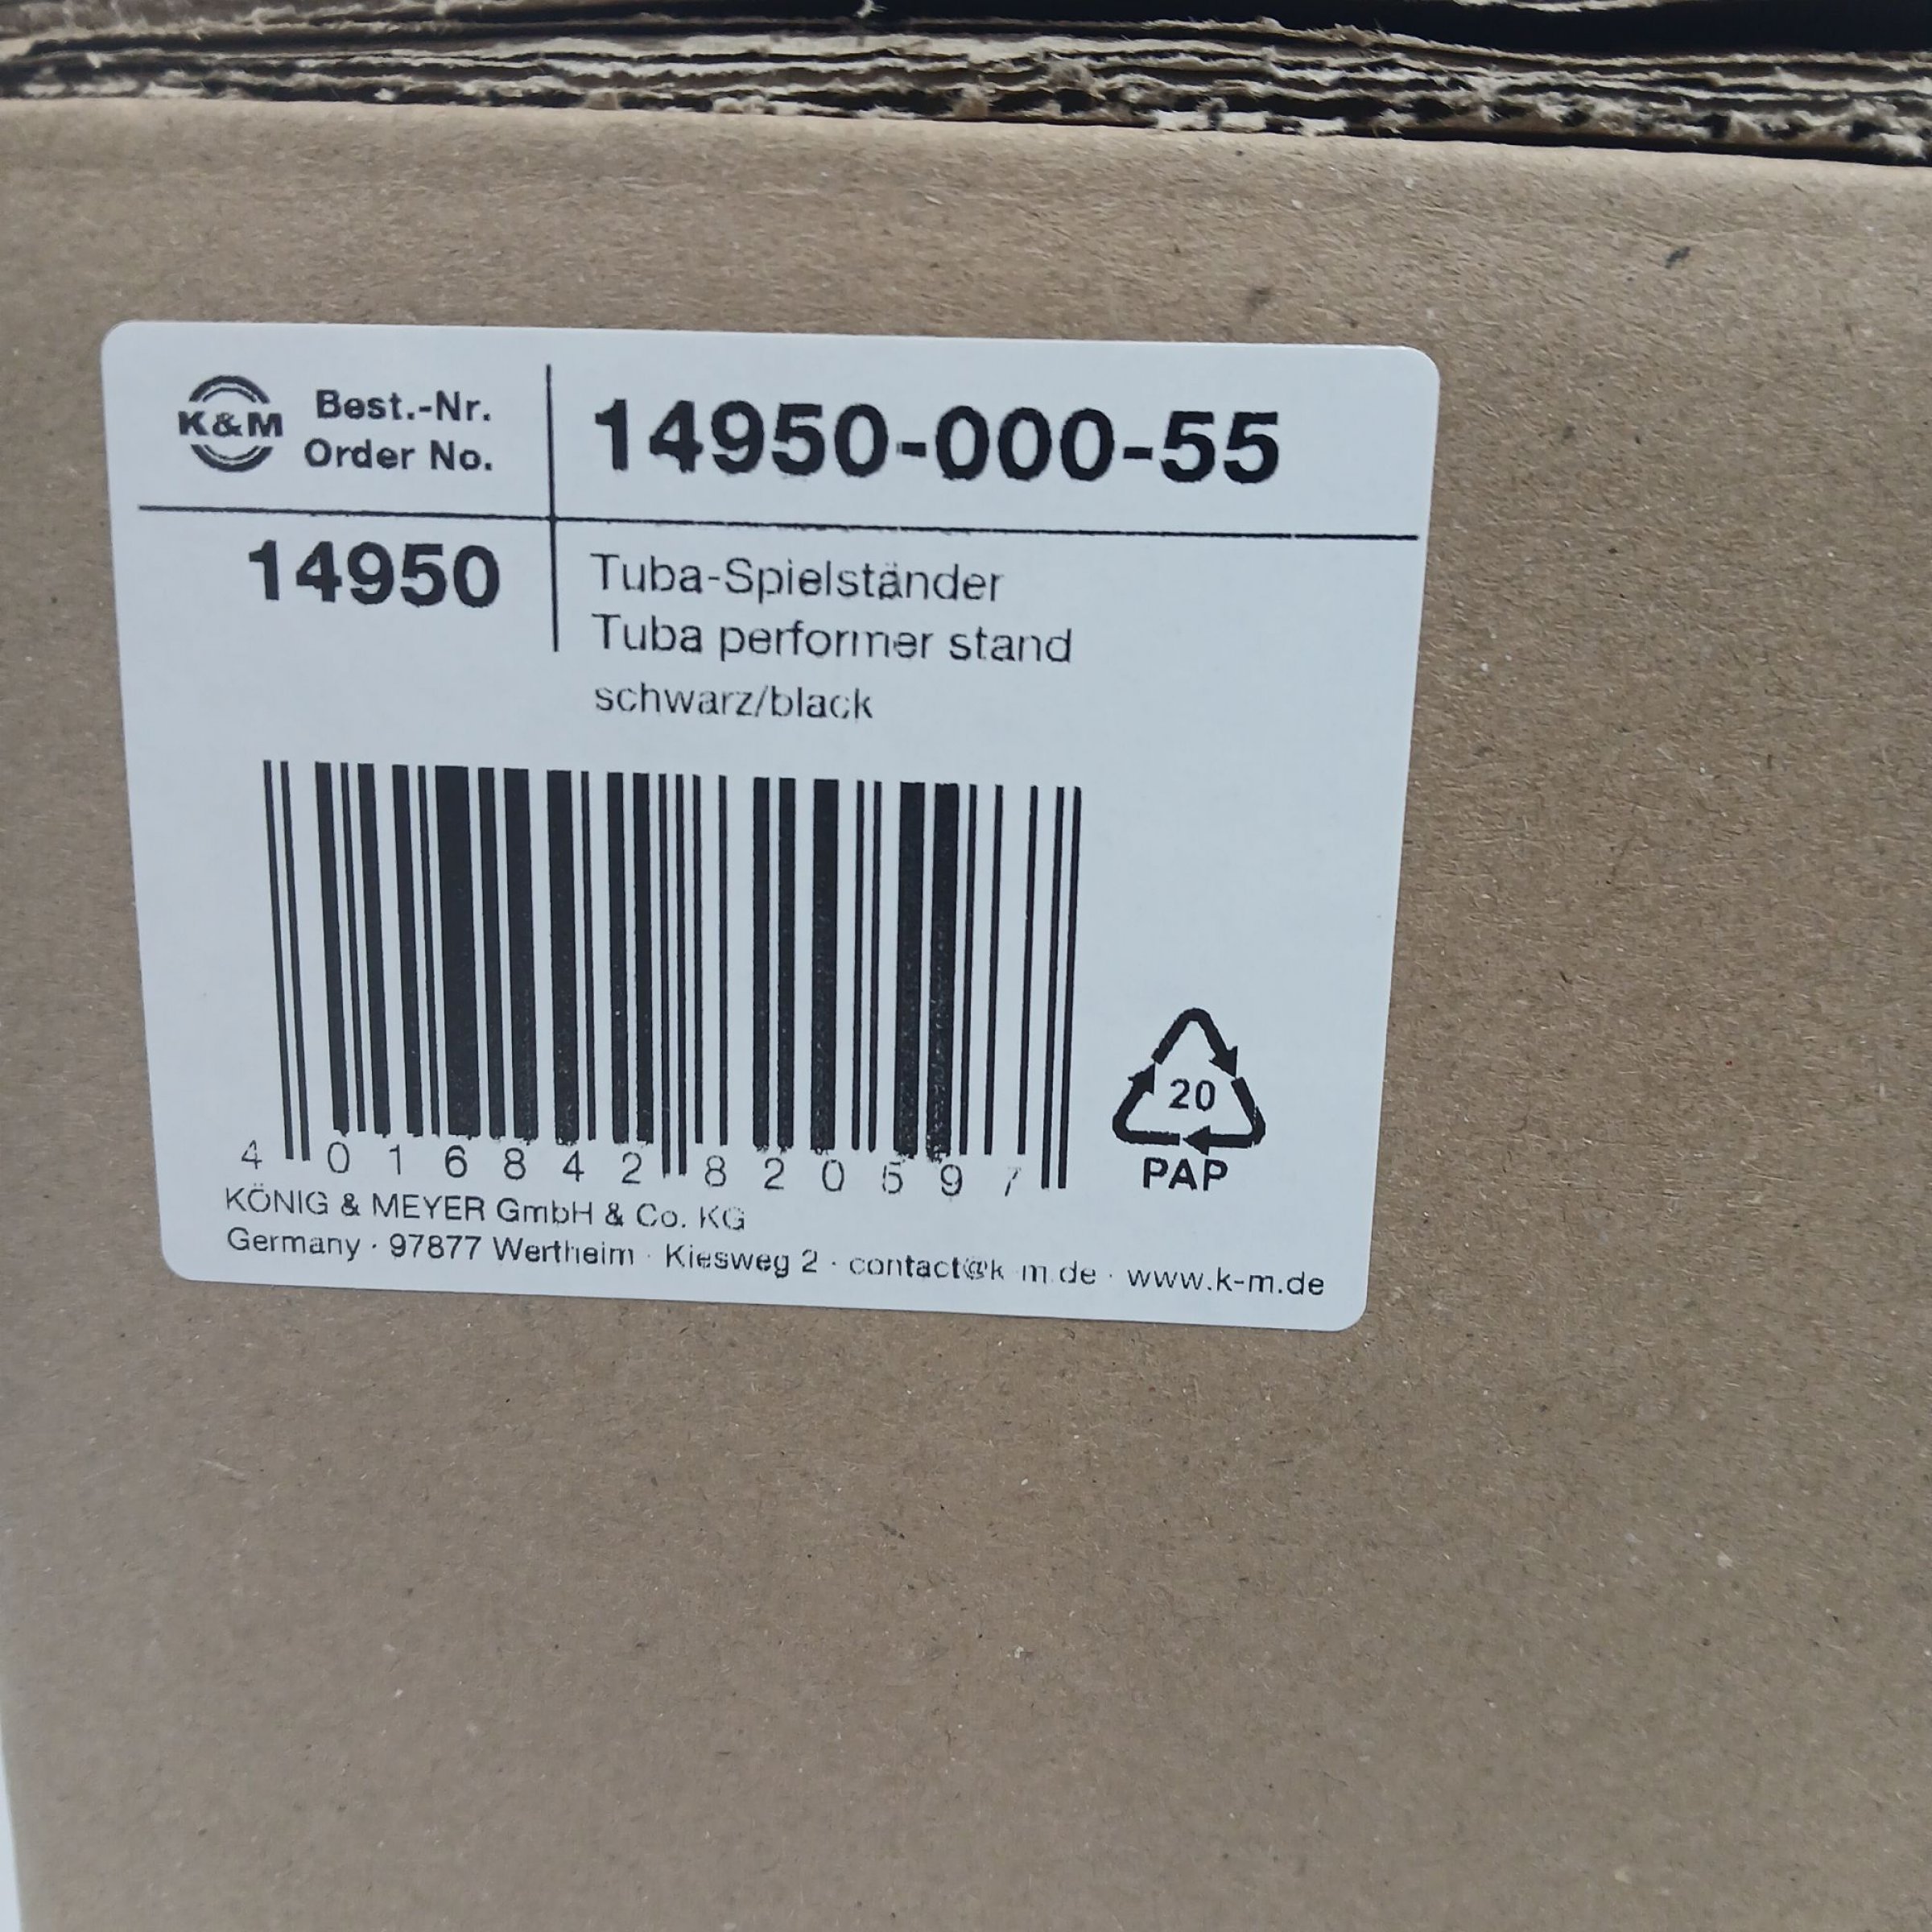 K&M
Best.-Nr.
Order No.
14950-000-55
14950
Tuba-Spielständer
Tuba performer stand
schwarz/black
4 016842 820597
20
PAP
KÖNIG & MEYER GmbH & Co. KG
Germany · 97877 Wertheim · Kiesweg 2 · contact@k-m.de · www.k-m.de